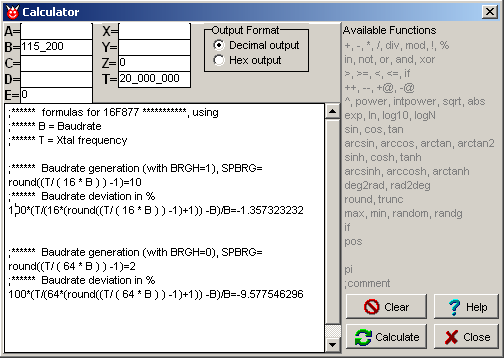 Calculator
A=
B= 115_200
C=
D=
E= 0
X=
Y=
Z= 0
T= 20_000_000
Output Format
Decimal output
Hex output
;****** formulas for 16F877 **********, using
;****** B = Baudrate
;****** T = Xtal frequency
;****** Baudrate generation (with BRGH=1), SPBRG=
round((T/ ( 16 * B ) ) -1)=10
;****** Baudrate deviation in %
100*(T/(16*(round((T/ ( 16 * B ) ) -1)+1)) -B)/B=-1.357323232
;****** Baudrate generation (with BRGH=0), SPBRG=
round((T/ ( 64 * B ) ) -1)=2
;****** Baudrate deviation in %
100*(T/(64*(round((T/ ( 64 * B ) ) -1)+1)) -B)/B=-9.577546296
Available Functions
+, -, *, /, div, mod, !, %
in, not, or, and, xor
>, >=, <, <=, if
++, --, +@, -@
^, power, intpower, sqrt, abs
exp, ln, log10, logN
sin, cos, tan
arcsin, arccos, arctan, arctan2
sinh, cosh, tanh
arcsinh, arccosh, arctanh
deg2rad, rad2deg
round, trunc
max, min, random, randg
if
pos
pi
;comment
Clear
Help
Calculate
Close